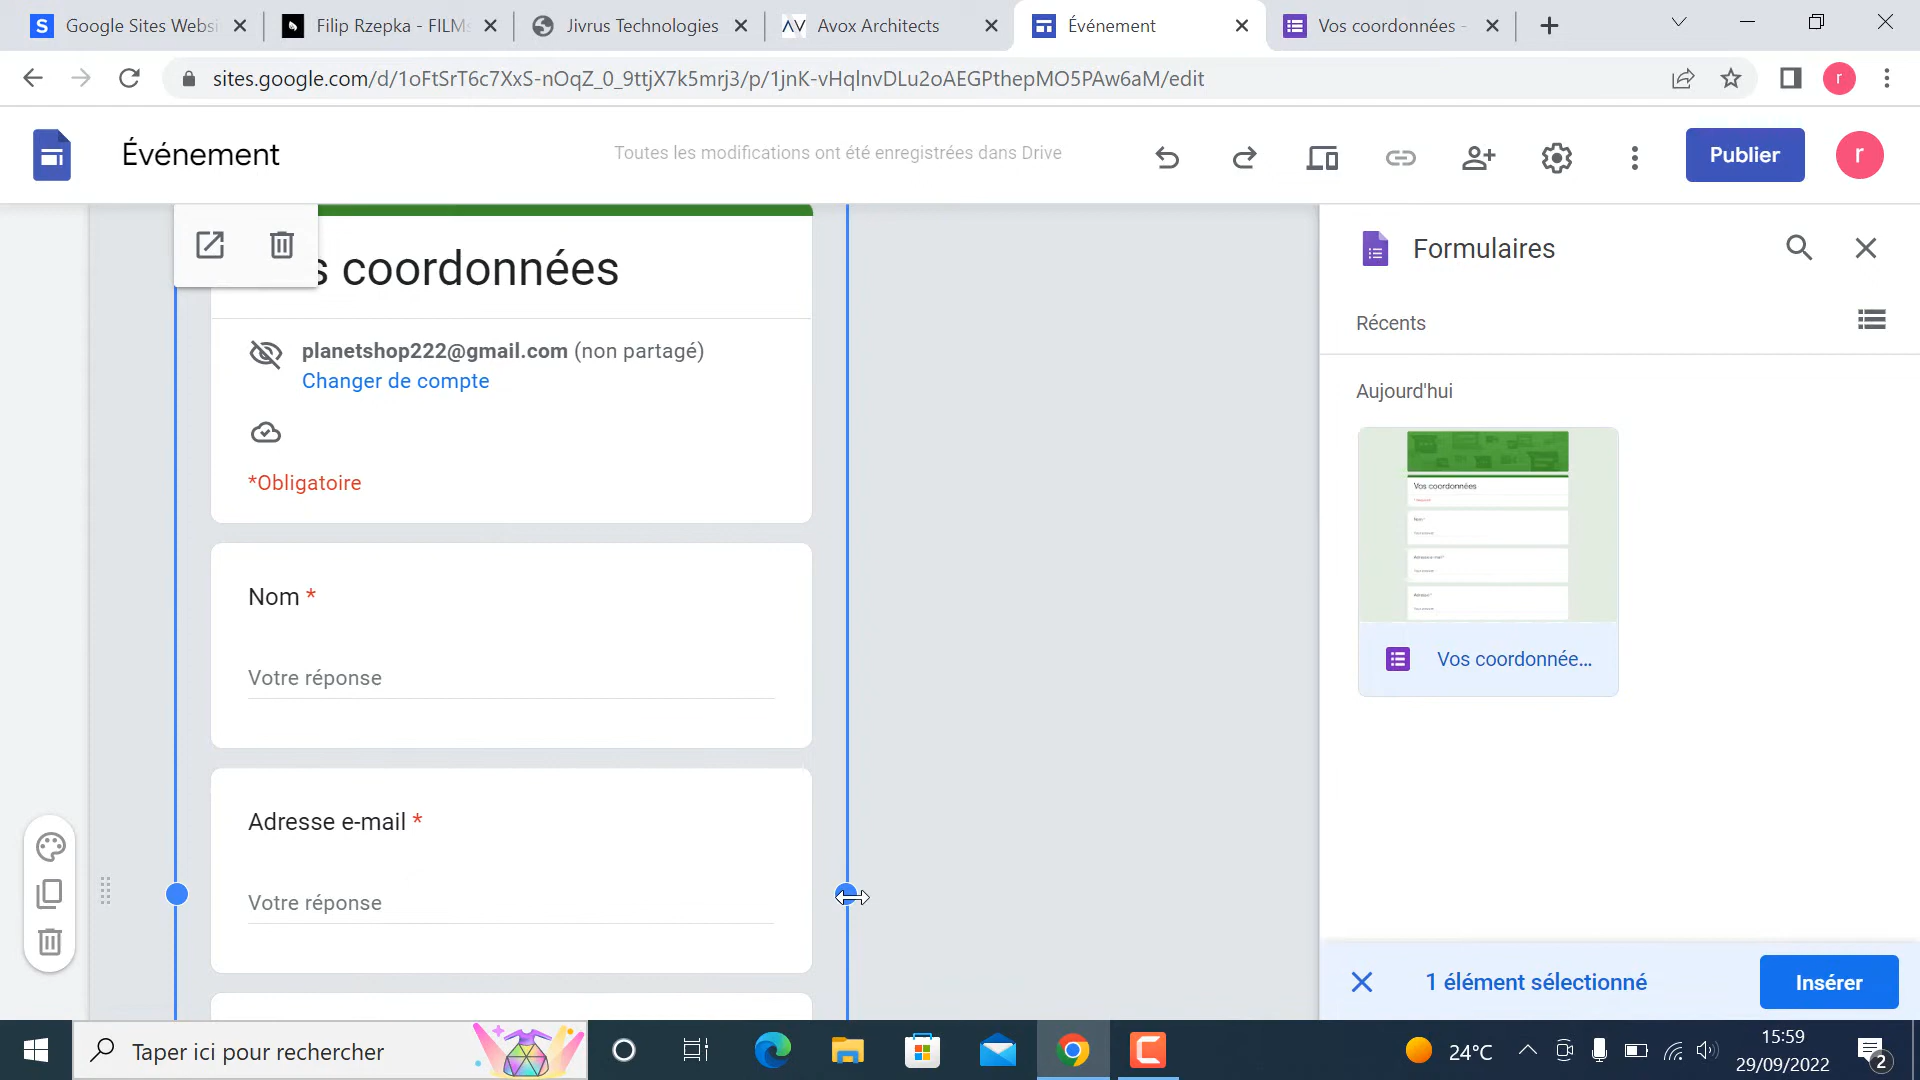 Google Sites Websi
Filip Rzepka - FILMs
Jivrus Technologies
Avox Architects
Événement
Vos coordonnées -
sites.google.com/d/1oFtSrT6c7XxS-nOqZ_0_9ttjX7k5mrj3/p/1jnK-vHqlnvDLu2oAEGPthepMO5PAw6aM/edit
r
Événement
Toutes les modifications ont été enregistrées dans Drive
Publier
r
s coordonnées
planetshop222@gmail.com (non partagé)
Changer de compte
*Obligatoire
Nom *
Votre réponse
Adresse e-mail *
Votre réponse
Formulaires
Récents
Aujourd'hui
Vos coordonnées
Vos coordonnée...
1 élément sélectionné
Insérer
Taper ici pour rechercher
24°C
15:59
29/09/2022
2